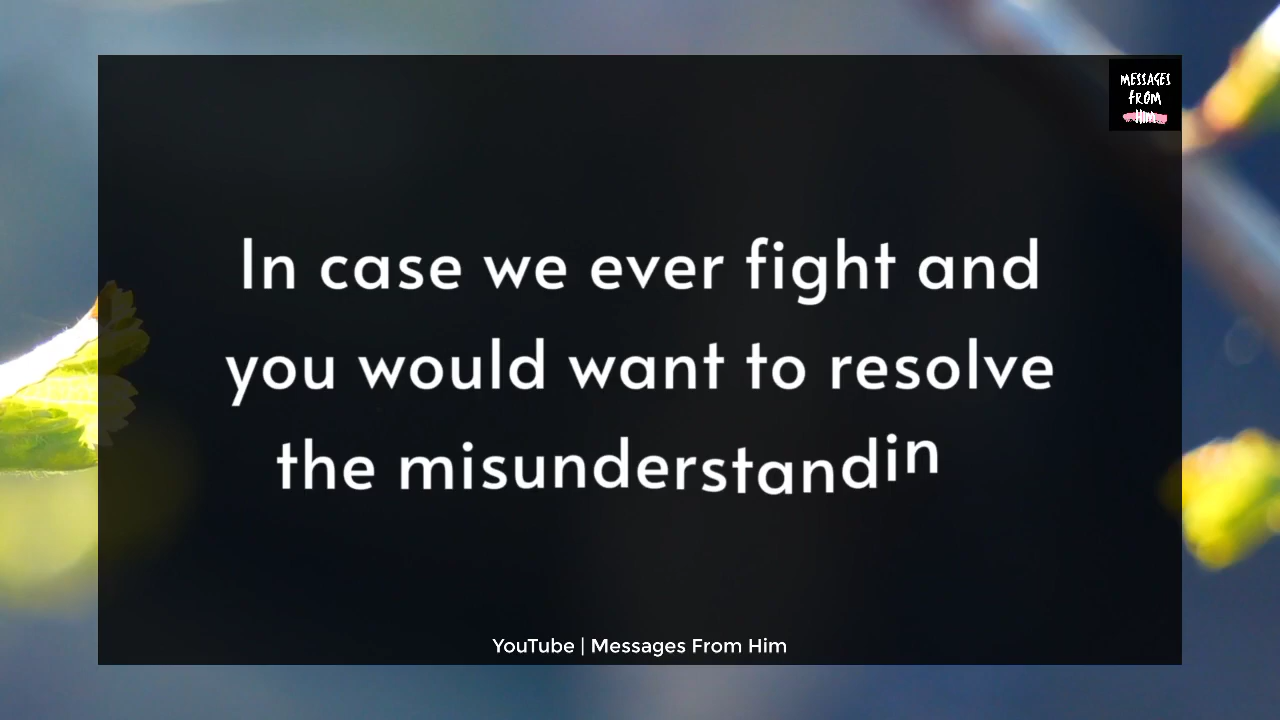 MESSAGES
FROM
HIM
In case we ever fight and
you would want to resolve
the misunderstandin
YouTube | Messages From Him